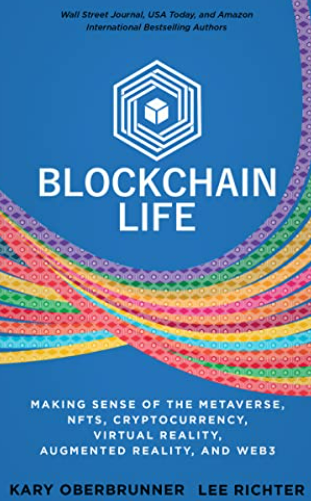 Wall Street Journal, USA Today, and Amazon
International Bestselling Authors
BLOCKCHAIN
LIFE
MAKING SENSE OF THE METAVERSE,
NFTS, CRYPTOCURRENCY,
VIRTUAL REALITY,
AUGMENTED REALITY, AND WEB3
KARY OBERBRUNNER LEE RICHTER